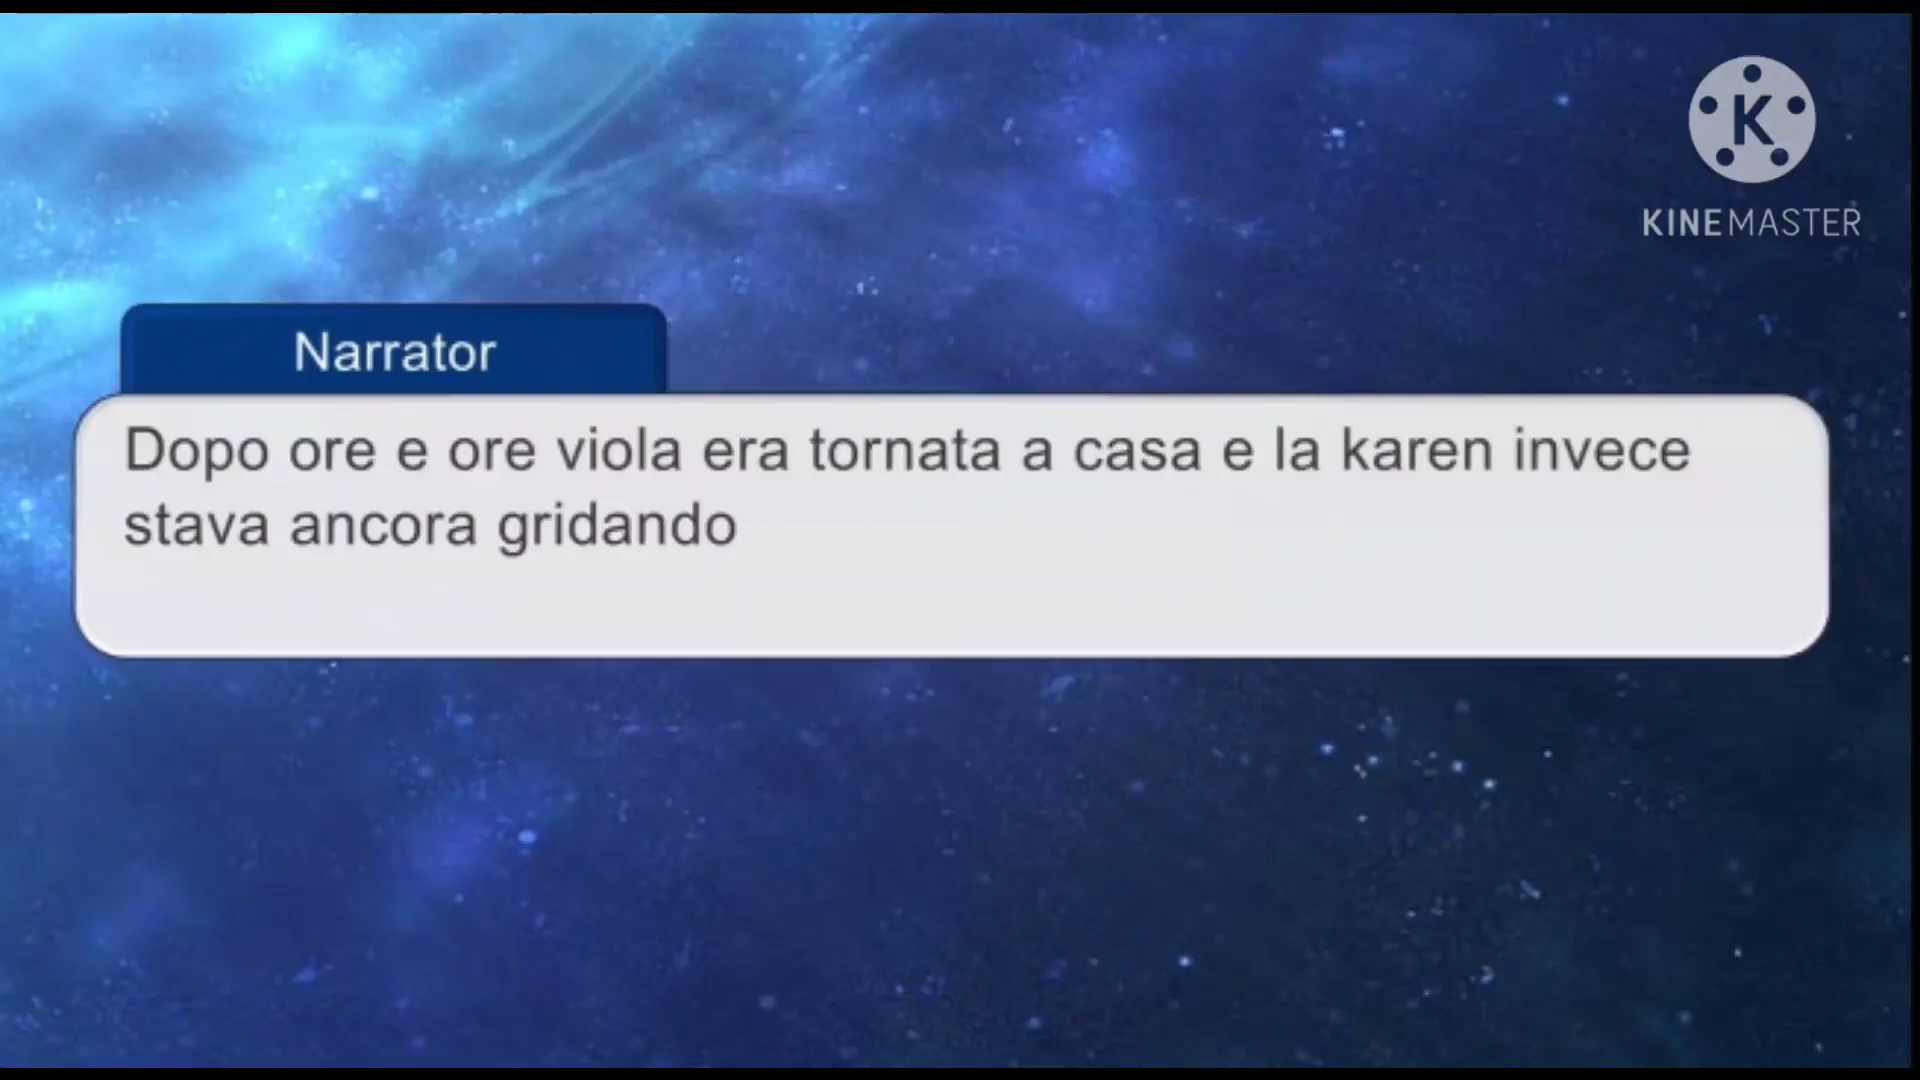 K
KINEMASTER
Narrator
Dopo ore e ore viola era tornata a casa e la karen invece
stava ancora gridando